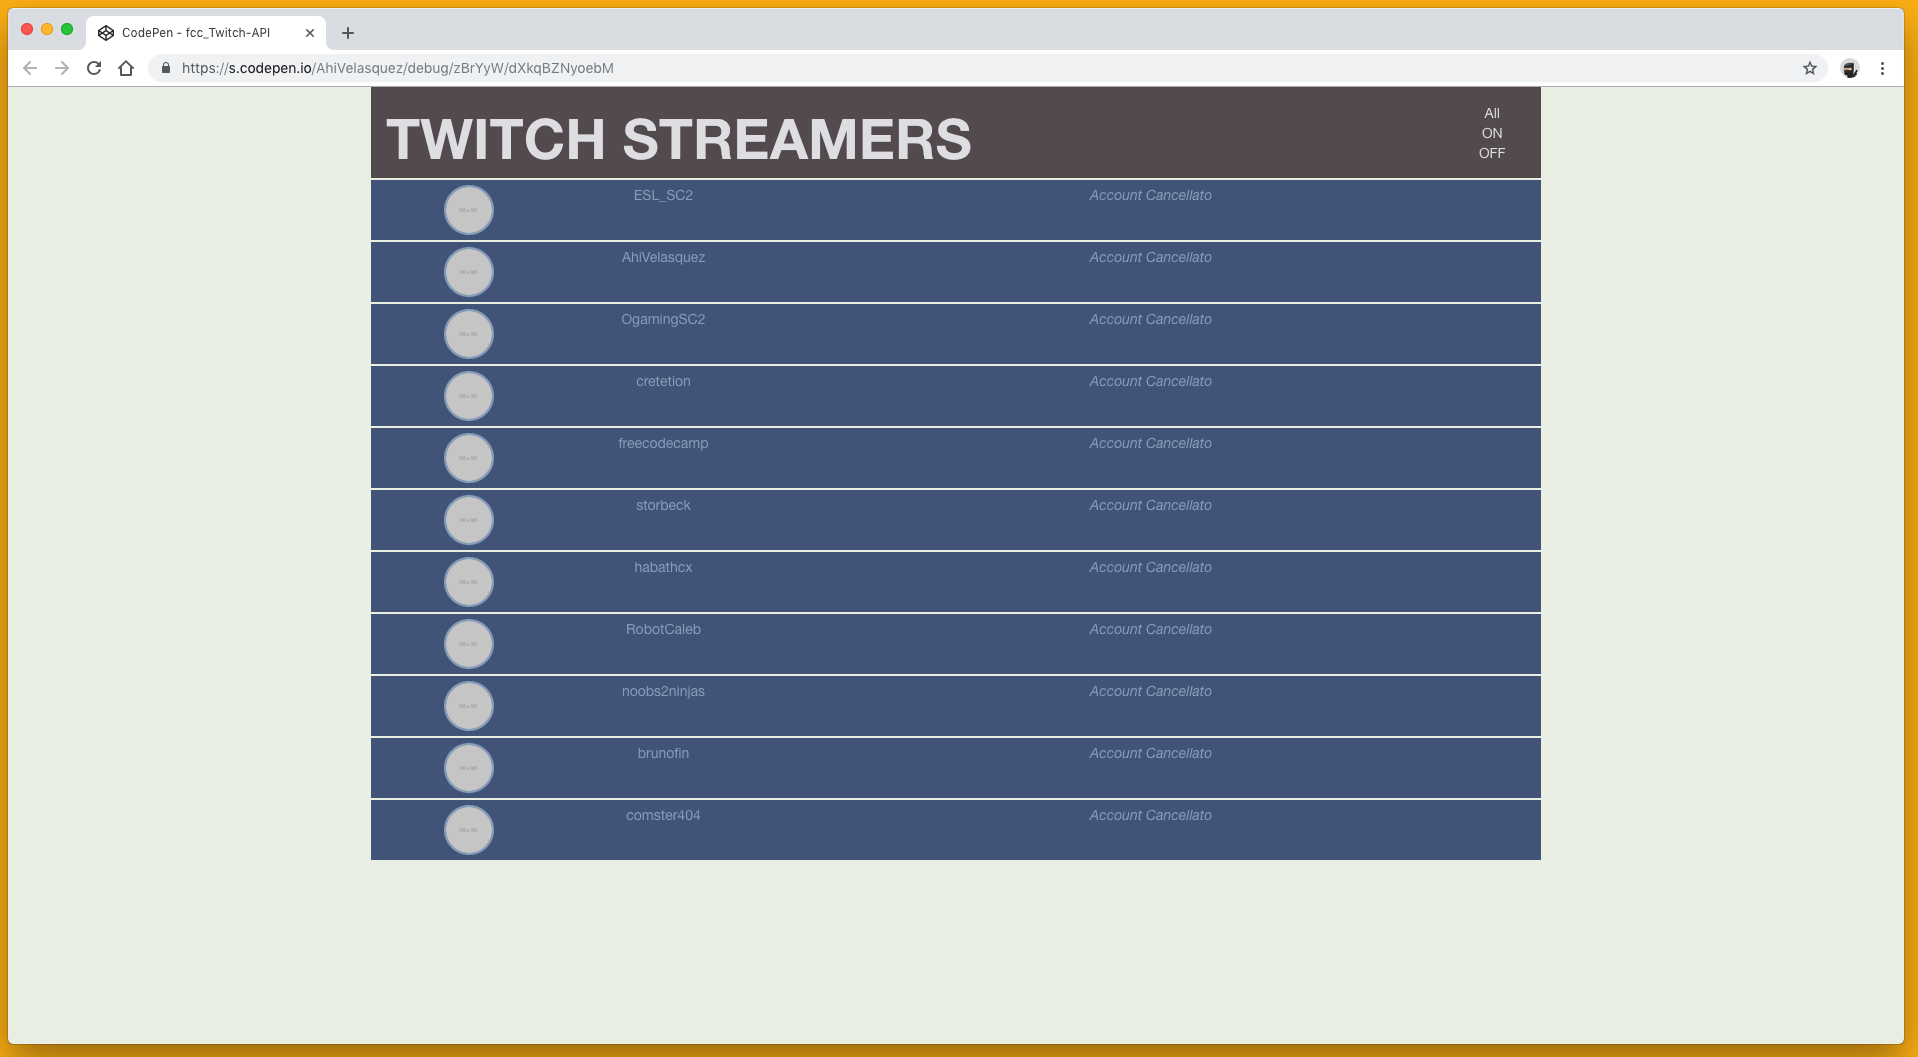 CodePen - fcc_Twitch-API
https://s.codepen.io/AhiVelasquez/debug/zBrYyW/dXkqBZNyoebM
TWITCH STREAMERS
All
ON
OFF
ESL_SC2 Account Cancellato
AhiVelasquez Account Cancellato
OgamingSC2 Account Cancellato
cretetion Account Cancellato
freecodecamp Account Cancellato
storbeck Account Cancellato
habathcx Account Cancellato
RobotCaleb Account Cancellato
noobs2ninjas Account Cancellato
brunofin Account Cancellato
comster404 Account Cancellato